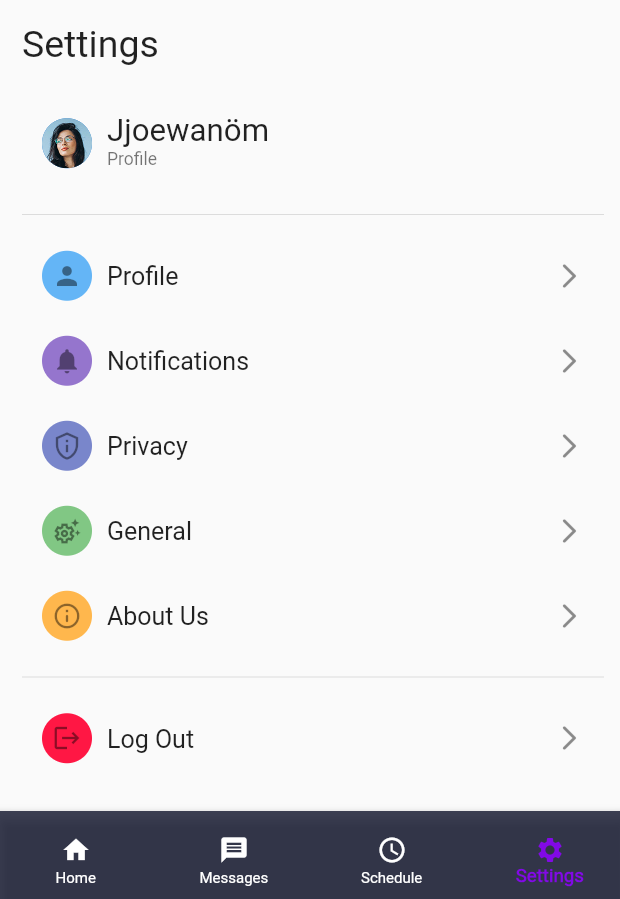 Settings
Jjoewanöm
Profile
Profile
Notifications
Privacy
General
About Us
Log Out
Home
Messages
Schedule
Settings